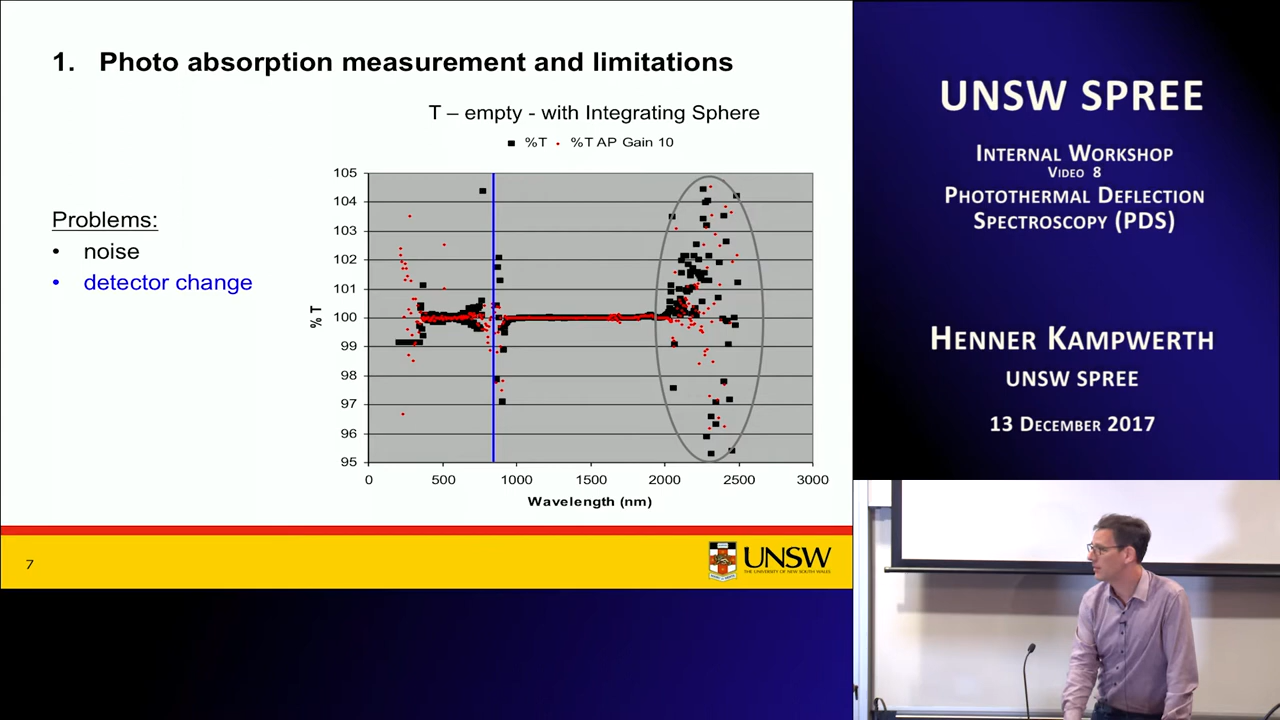 1. Photo absorption measurement and limitations
T – empty - with Integrating Sphere
%T %T AP Gain 10
Problems:
• noise
• detector change
% T
105
104
103
102
101
100
99
98
97
96
95
0 500 1000 1500 2000 2500 3000
Wavelength (nm)
7
UNSW
THE UNIVERSITY OF NEW SOUTH WALES
UNSW SPREE
INTERNAL WORKSHOP
VIDEO 8
PHOTOTHERMAL DEFLECTION
SPECTROSCOPY (PDS)
HENNER KAMPWERTH
UNSW SPREE
13 DECEMBER 2017